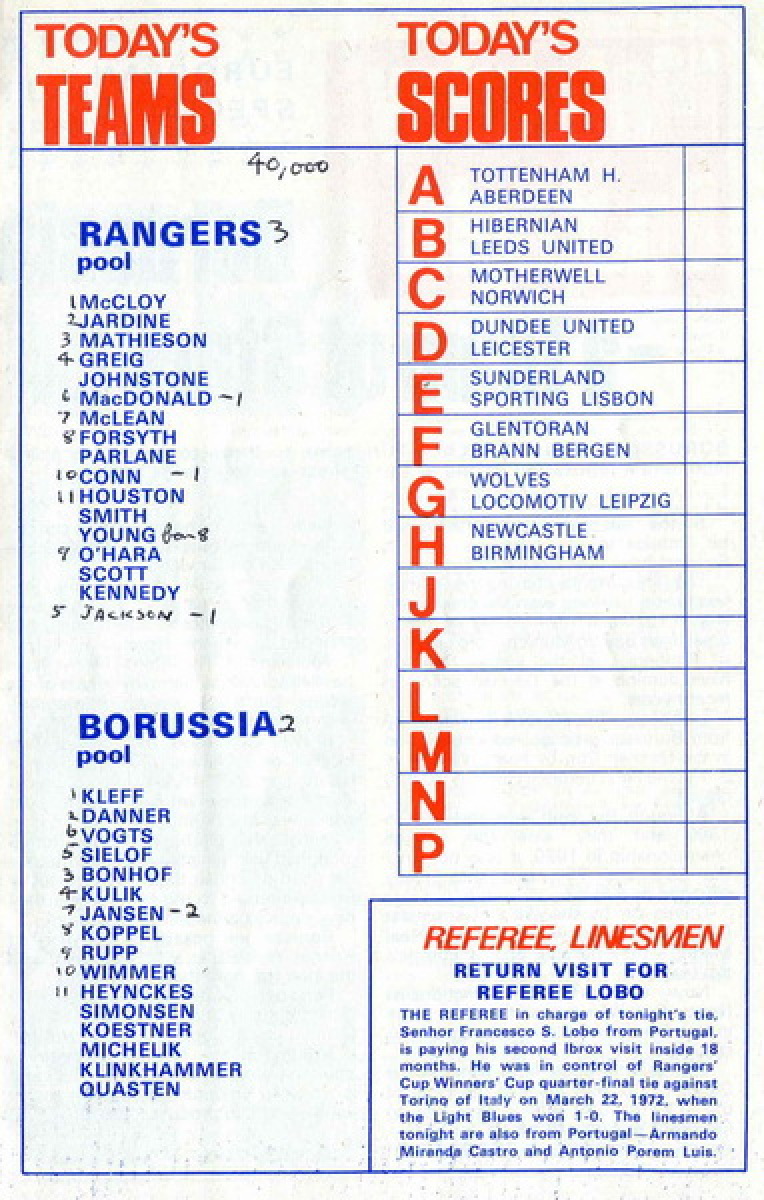 TODAY'S
TEAMS
40,000
RANGERS 3
pool
1 McCLOY
2 JARDINE
3 MATHIESON
4 GREIG
JOHNSTONE
6 MacDONALD -1
7 McLEAN
8 FORSYTH
PARLANE
10 CONN -1
11 HOUSTON
SMITH
YOUNG for 8
9 O'HARA
SCOTT
KENNEDY
5 JACKSON -1
BORUSSIA 2
pool
1 KLEFF
2 DANNER
6 VOGTS
5 SIELOF
3 BONHOF
4 KULIK
7 JANSEN -2
8 KOPPEL
9 RUPP
10 WIMMER
11 HEYNCKES
SIMONSEN
KOESTNER
MICHELIK
KLINKHAMMER
QUASTEN
TODAY'S
SCORES
A TOTTENHAM H.
ABERDEEN
B HIBERNIAN
LEEDS UNITED
C MOTHERWELL
NORWICH
D DUNDEE UNITED
LEICESTER
E SUNDERLAND
SPORTING LISBON
F GLENTORAN
BRANN BERGEN
G WOLVES
LOCOMOTIV LEIPZIG
H NEWCASTLE
BIRMINGHAM
J
K
L
M
N
P
REFEREE, LINESMEN
RETURN VISIT FOR
REFEREE LOBO
THE REFEREE in charge of tonight's tie,
Senhor Francesco S. Lobo from Portugal,
is paying his second Ibrox visit inside 18
months. He was in control of Rangers'
Cup Winners' Cup quarter-final tie against
Torino of Italy on March 22, 1972, when
the Light Blues won 1-0. The linesmen
tonight are also from Portugal—Armando
Miranda Castro and Antonio Porem Luis.